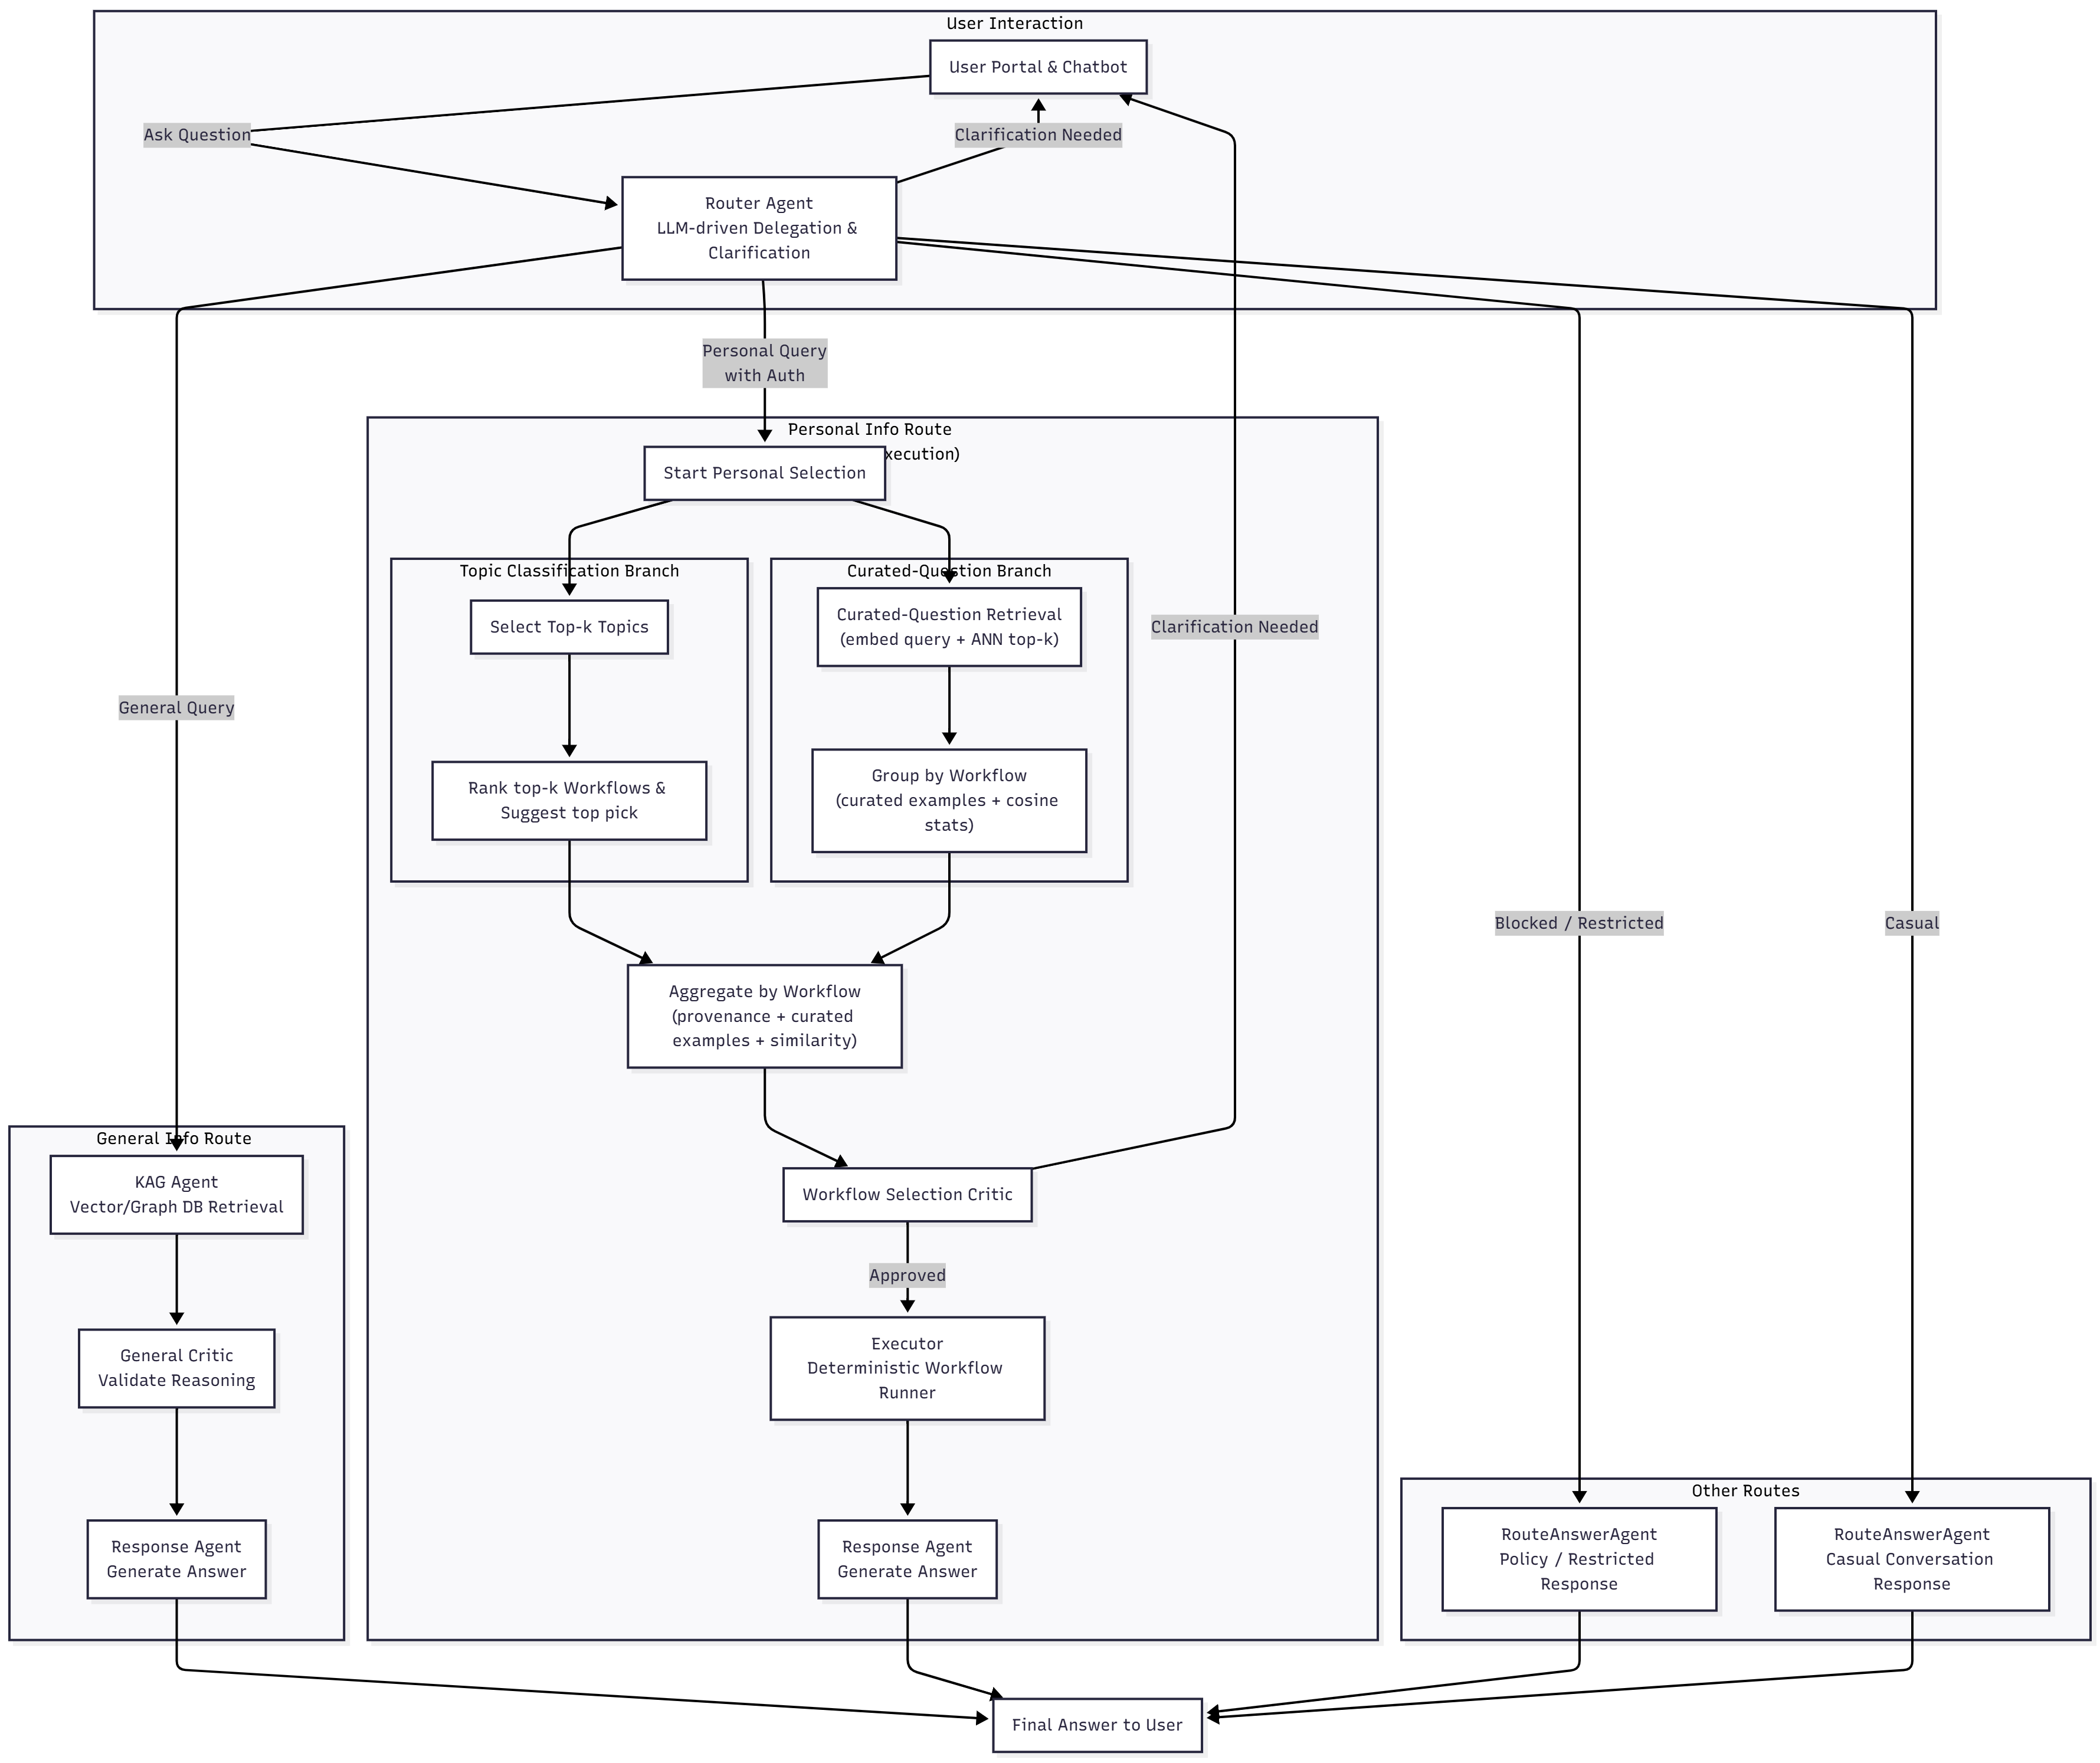 User Interaction
User Portal & Chatbot
Ask Question
Clarification Needed
Router Agent
LLM-driven Delegation &
Clarification
Personal Query
with Auth
Personal Info Route
xecution)
Start Personal Selection
Topic Classification Branch
Select Top-k Topics
Rank top-k Workflows &
Suggest top pick
Curated-Question Branch
Curated-Question Retrieval
(embed query + ANN top-k)
Group by Workflow
(curated examples + cosine
stats)
Clarification Needed
General Query
Blocked / Restricted
Casual
Aggregate by Workflow
(provenance + curated
examples + similarity)
Workflow Selection Critic
Approved
Executor
Deterministic Workflow
Runner
Response Agent
Generate Answer
General Info Route
KAG Agent
Vector/Graph DB Retrieval
General Critic
Validate Reasoning
Response Agent
Generate Answer
Other Routes
RouteAnswerAgent
Policy / Restricted
Response
RouteAnswerAgent
Casual Conversation
Response
Final Answer to User